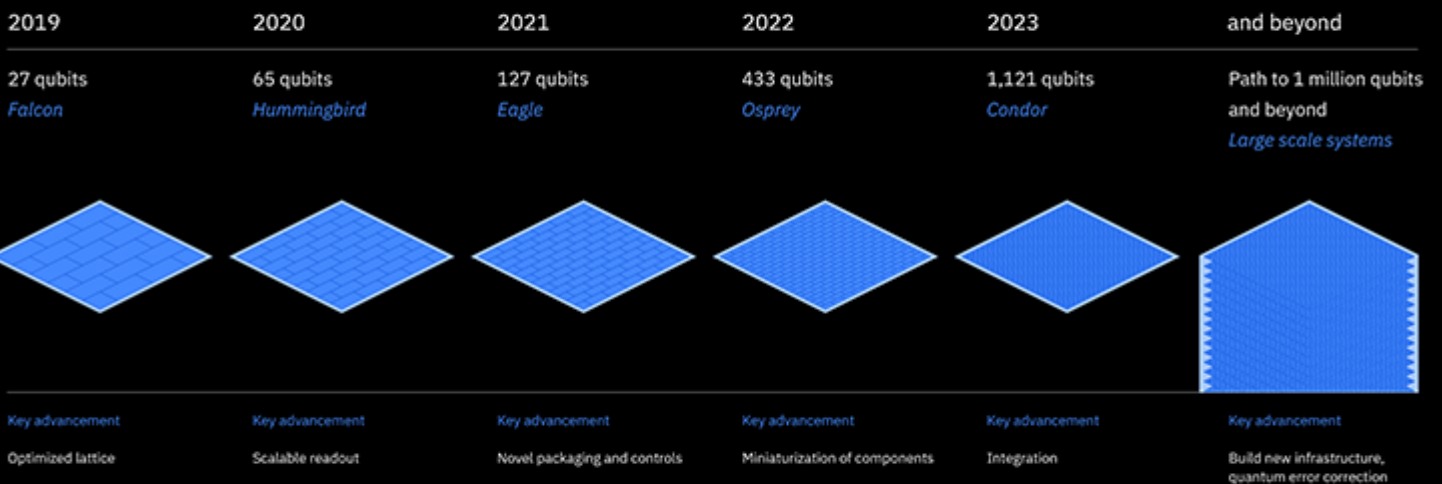 2019
27 qubits
Falcon
Key advancement
Optimized lattice
2020
65 qubits
Hummingbird
Key advancement
Scalable readout
2021
127 qubits
Eagle
Key advancement
Novel packaging and controls
2022
433 qubits
Osprey
Key advancement
Miniaturization of components
2023
1,121 qubits
Condor
Key advancement
Integration
and beyond
Path to 1 million qubits
and beyond
Large scale systems
Key advancement
Build new infrastructure,
quantum error correction